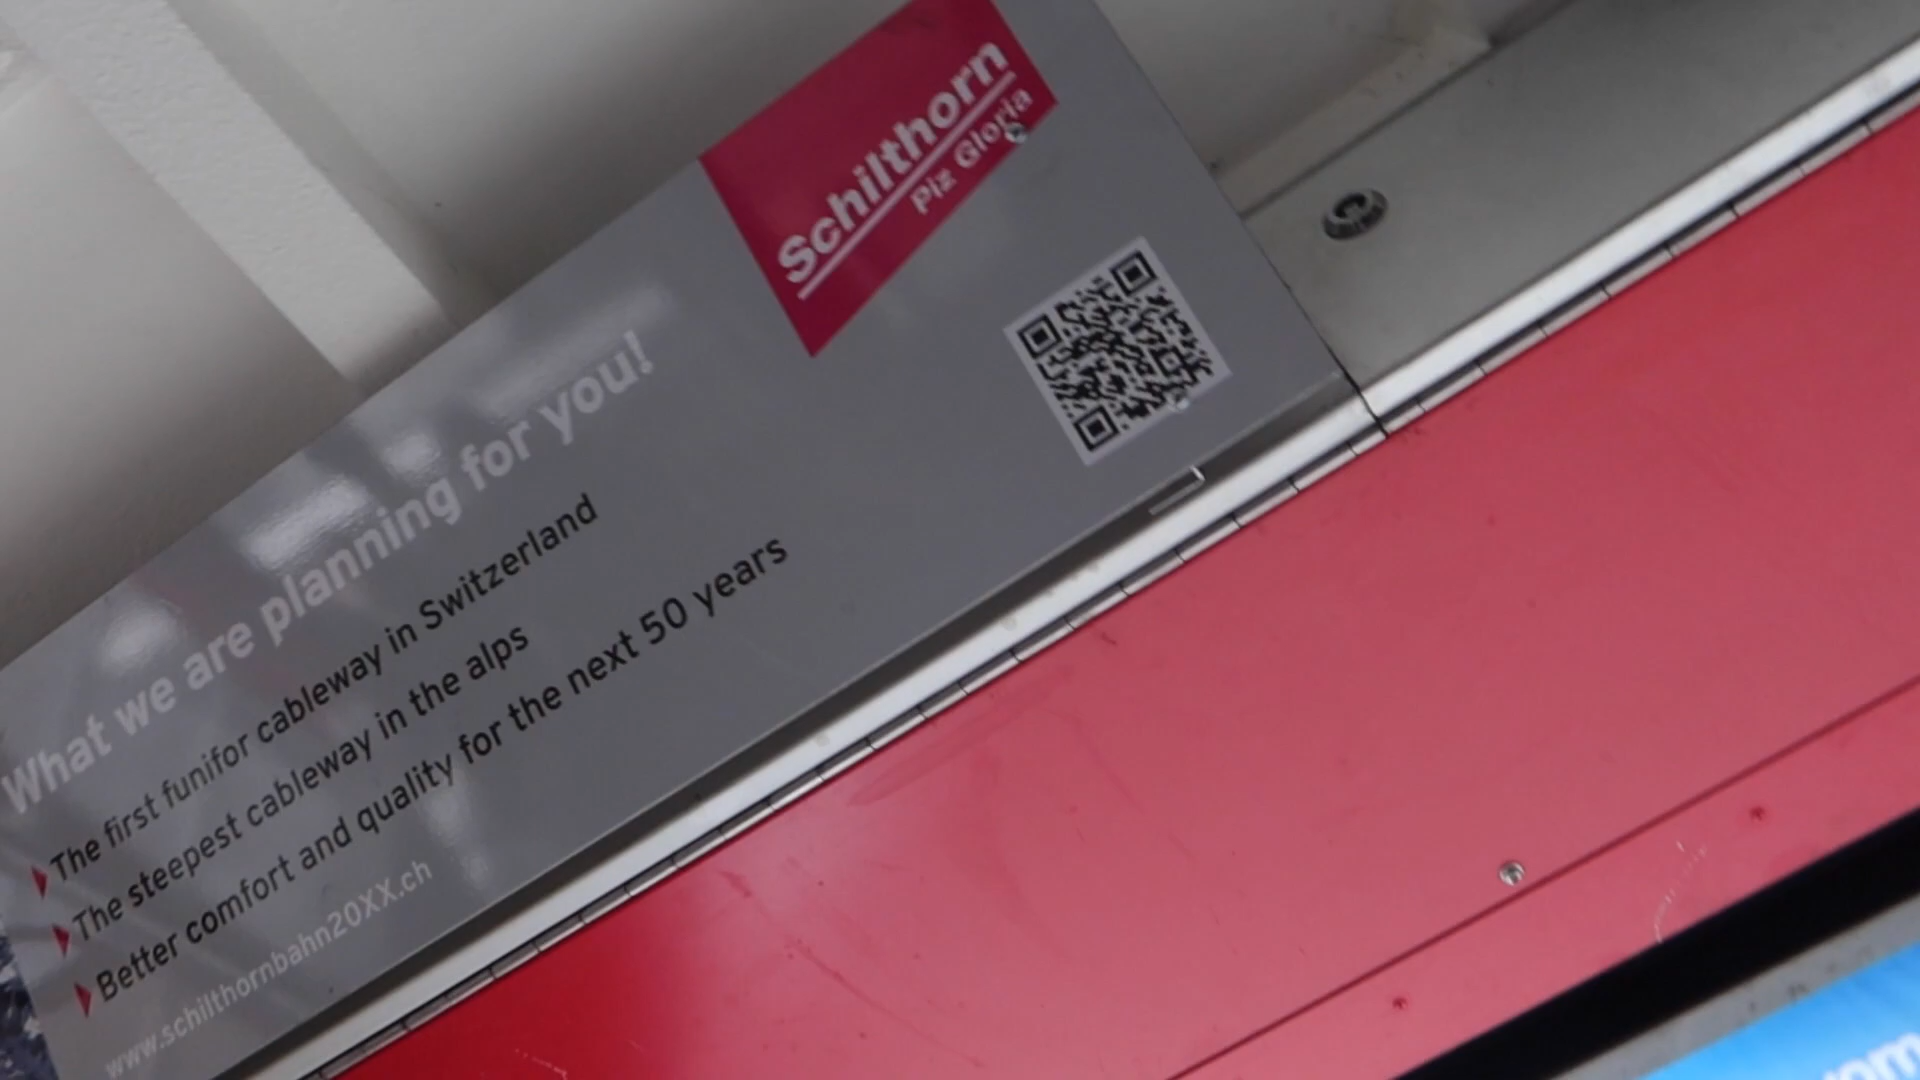 Schilthorn
Piz Gloria
What we are planning for you!
The first funifor cableway in Switzerland
The steepest cableway in the alps
Better comfort and quality for the next 50 years
www.schilthornbahn20XX.ch